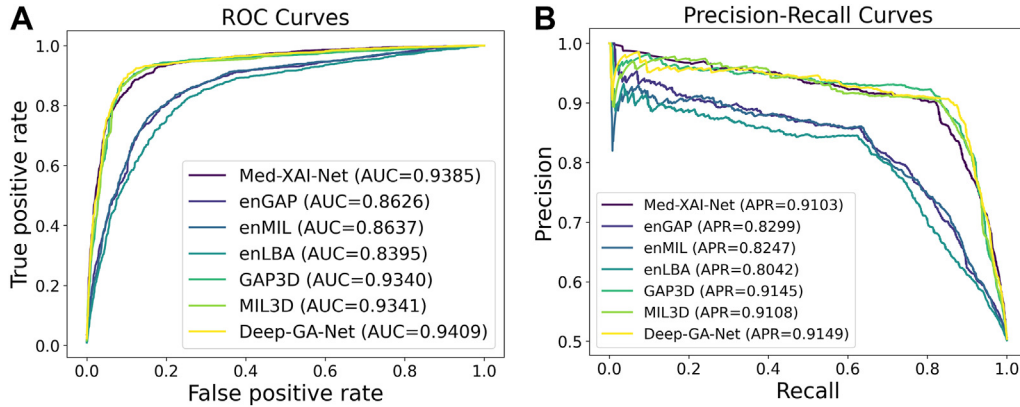 A
ROC Curves
True positive rate
1.0
0.8
0.6
0.4
0.2
0.0
Med-XAI-Net (AUC=0.9385)
enGAP (AUC=0.8626)
enMIL (AUC=0.8637)
enLBA (AUC=0.8395)
GAP3D (AUC=0.9340)
MIL3D (AUC=0.9341)
Deep-GA-Net (AUC=0.9409)
0.0 0.2 0.4 0.6 0.8 1.0
False positive rate
B
Precision-Recall Curves
Precision
1.0
0.9
0.8
0.7
0.6
0.5
Med-XAI-Net (APR=0.9103)
enGAP (APR=0.8299)
enMIL (APR=0.8247)
enLBA (APR=0.8042)
GAP3D (APR=0.9145)
MIL3D (APR=0.9108)
Deep-GA-Net (APR=0.9149)
0.0 0.2 0.4 0.6 0.8 1.0
Recall